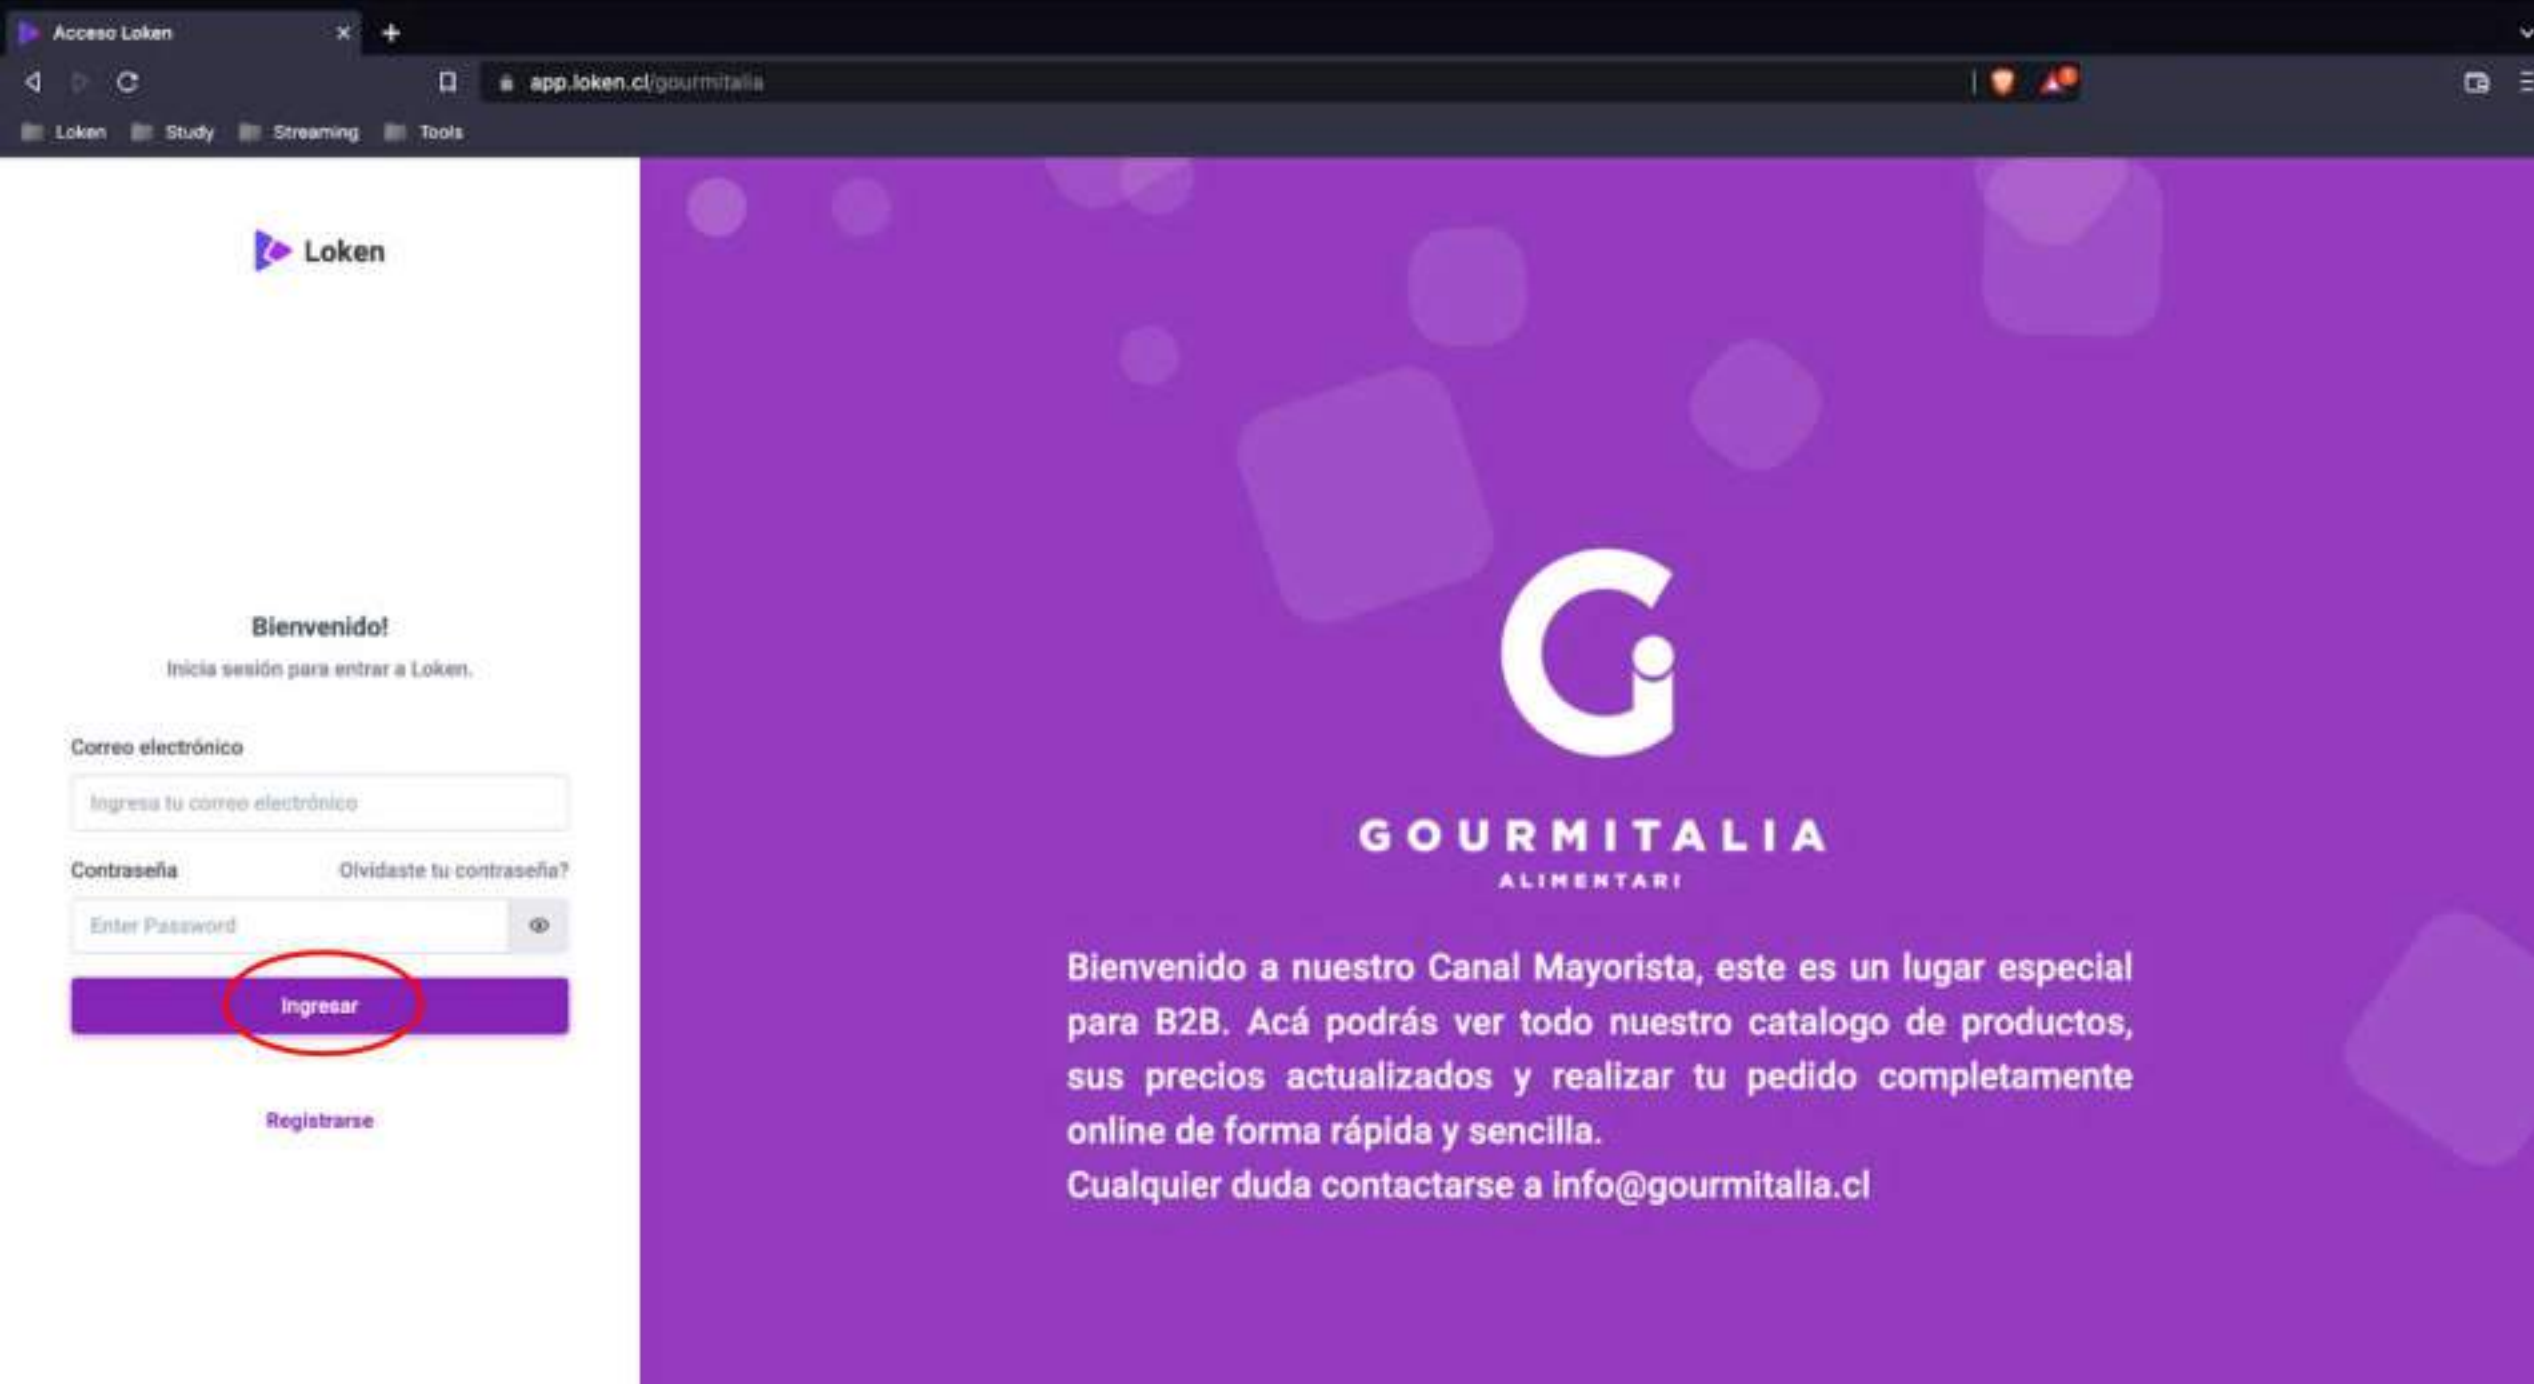 Acceso Loken
app.loken.cl/gourmitalia
Loken Study Streaming Tools
Loken
Bienvenido!
Inicia sesión para entrar a Loken.
Correo electrónico
Ingresa tu correo electrónico
Contraseña Olvidaste tu contraseña?
Enter Password
Ingresar
Registrarse
GOURMITALIA
ALIMENTARI
Bienvenido a nuestro Canal Mayorista, este es un lugar especial
para B2B. Acá podrás ver todo nuestro catalogo de productos,
sus precios actualizados y realizar tu pedido completamente
online de forma rápida y sencilla.
Cualquier duda contactarse a info@gourmitalia.cl